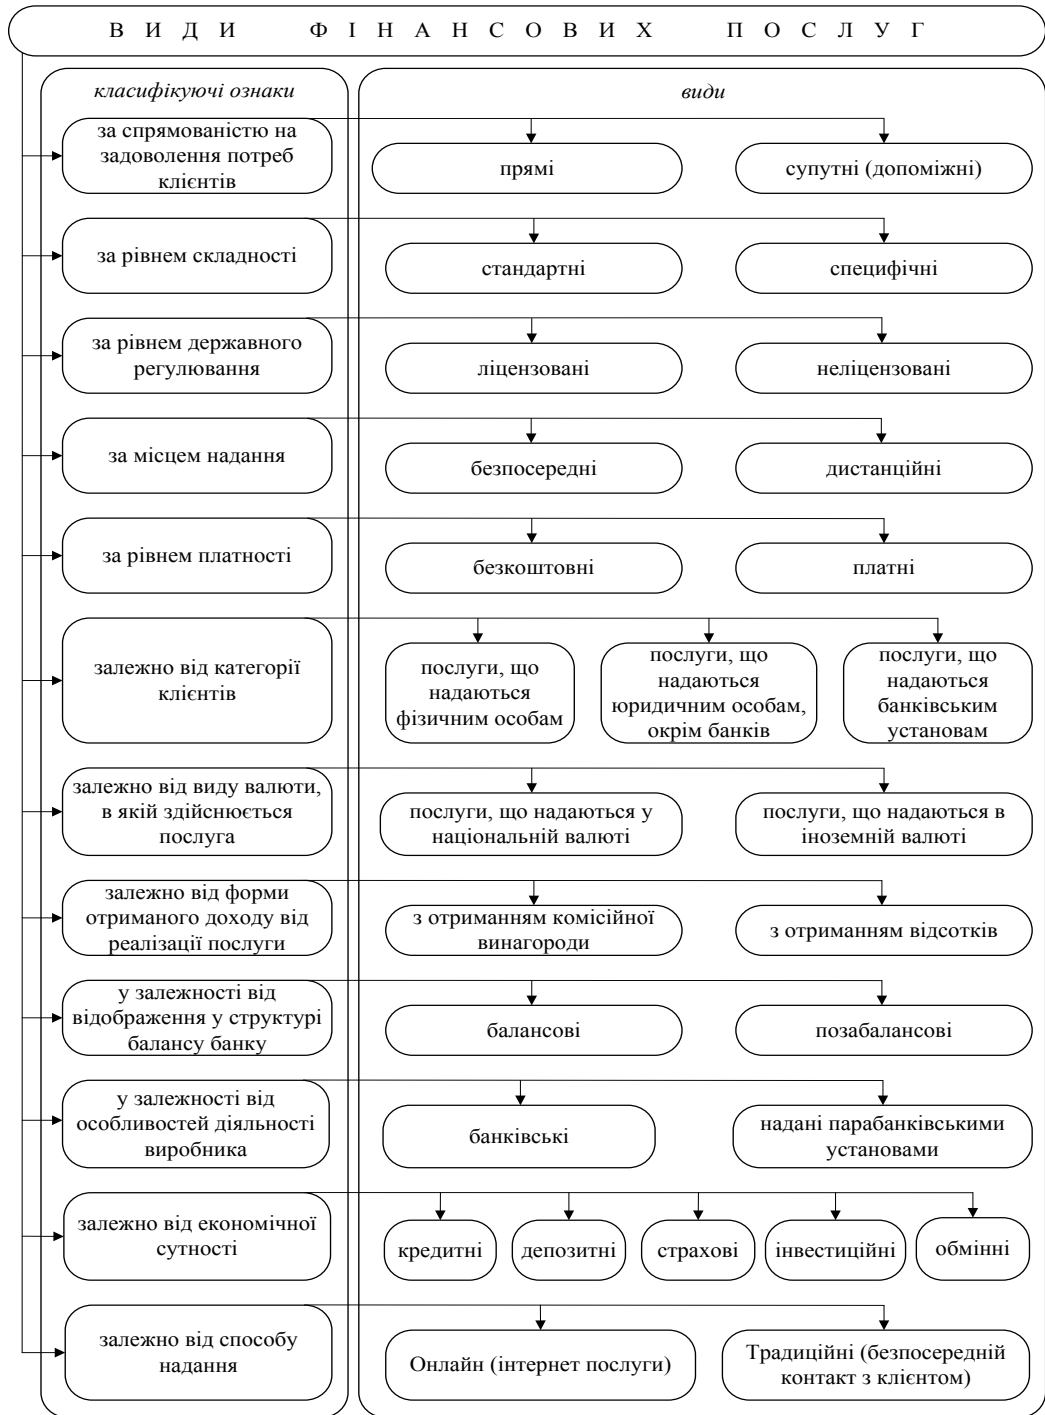 ВИДИ ФІНАНСОВИХ ПОСЛУГ
класифікуючі ознаки
види
за спрямованістю на
задоволення потреб
клієнтів
прямі
супутні (допоміжні)
за рівнем складності
стандартні
специфічні
за рівнем державного
регулювання
ліцензовані
неліцензовані
за місцем надання
безпосередні
дистанційні
за рівнем платності
безкоштовні
платні
залежно від категорії
клієнтів
послуги, що
надаються
фізичним особам
послуги, що
надаються
юридичним особам,
окрім банків
послуги, що
надаються
банківським
установам
залежно від виду валюти,
в якій здійснюється
послуга
послуги, що надаються у
національній валюті
послуги, що надаються в
іноземній валюті
залежно від форми
отриманого доходу від
реалізації послуги
з отриманням комісійної
винагороди
з отриманням відсотків
у залежності від
відображення у структурі
балансу банку
балансові
позабалансові
у залежності від
особливостей діяльності
виробника
банківські
надані парабанківськими
установами
залежно від економічної
сутності
кредитні
депозитні
страхові
інвестиційні
обмінні
залежно від способу
надання
Онлайн (інтернет послуги)
Традиційні (безпосередній
контакт з клієнтом)